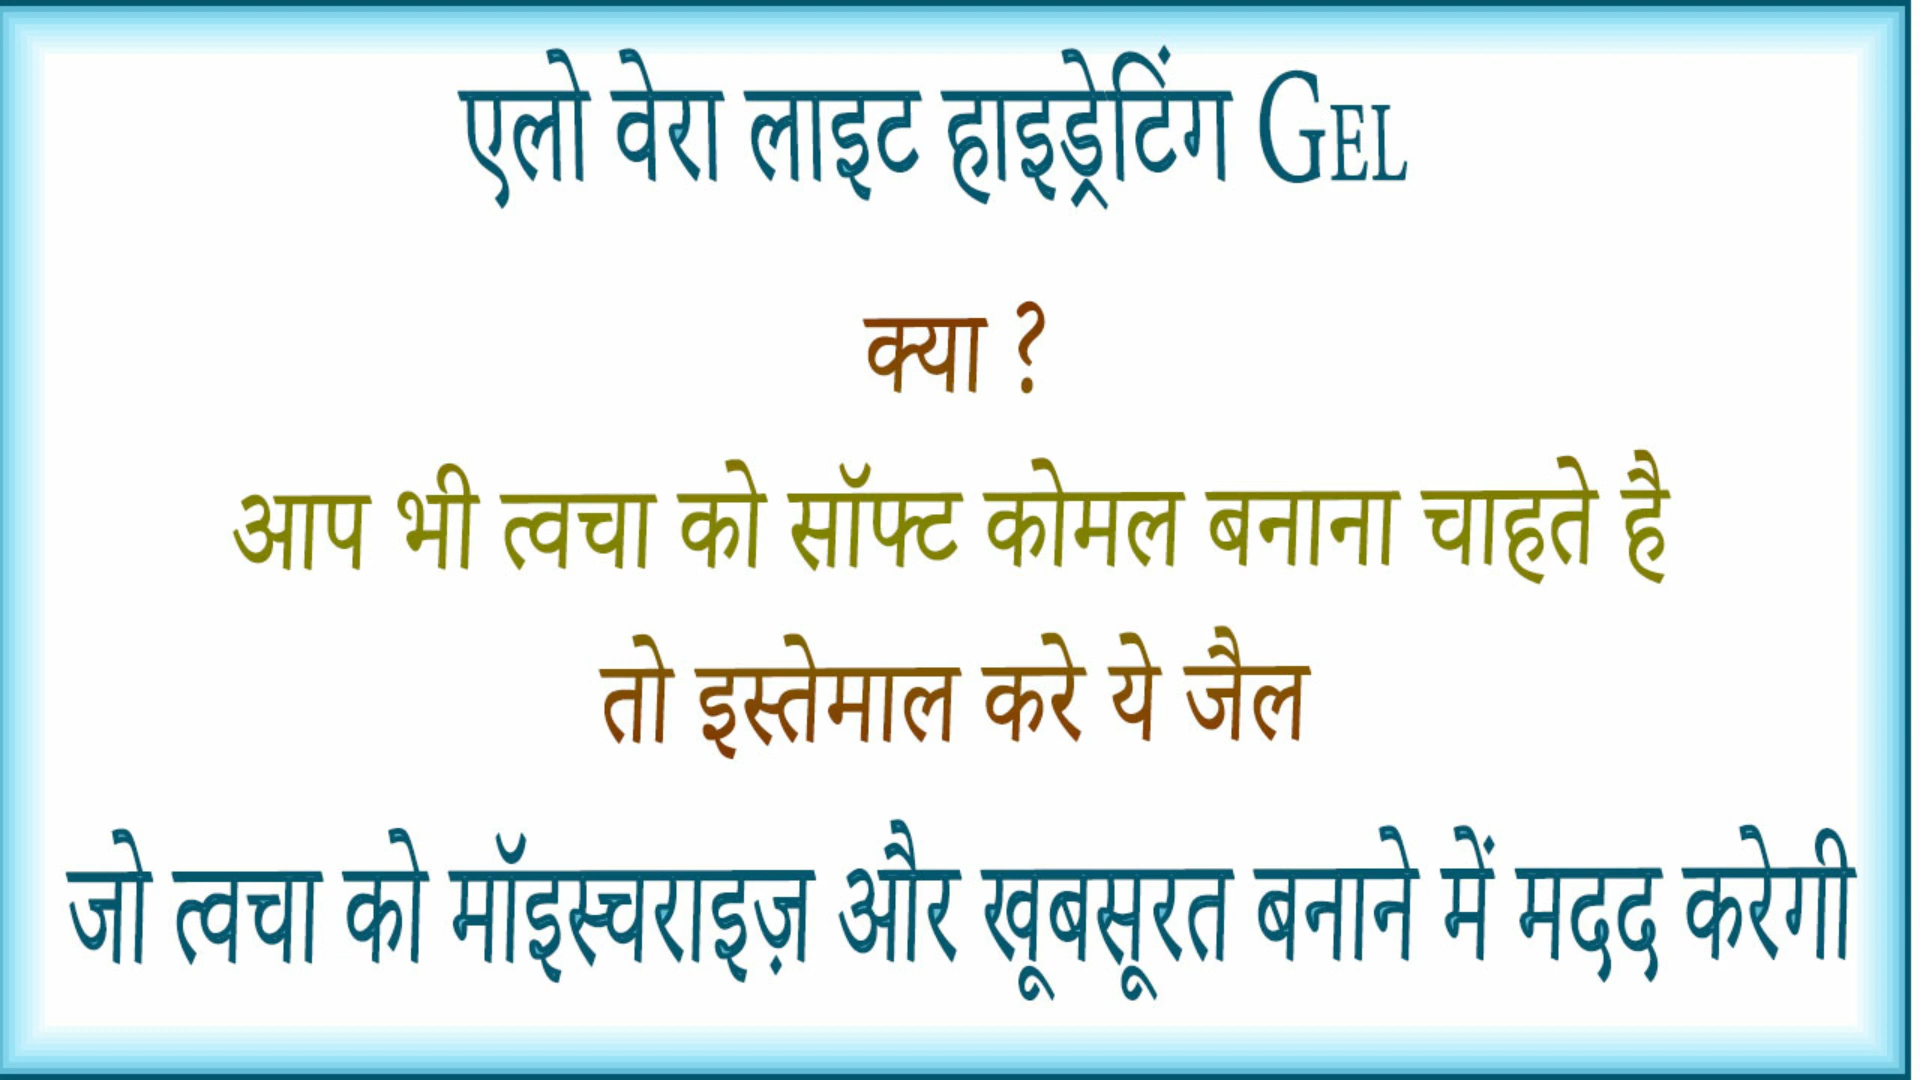 एलो वेरा लाइट हाइड्रेटिंग GEL
क्या ?
आप भी त्वचा को सॉफ्ट कोमल बनाना चाहते है
तो इस्तेमाल करे ये जैल
जो त्वचा को मॉइस्चराइज़ और खूबसूरत बनाने में मदद करेगी